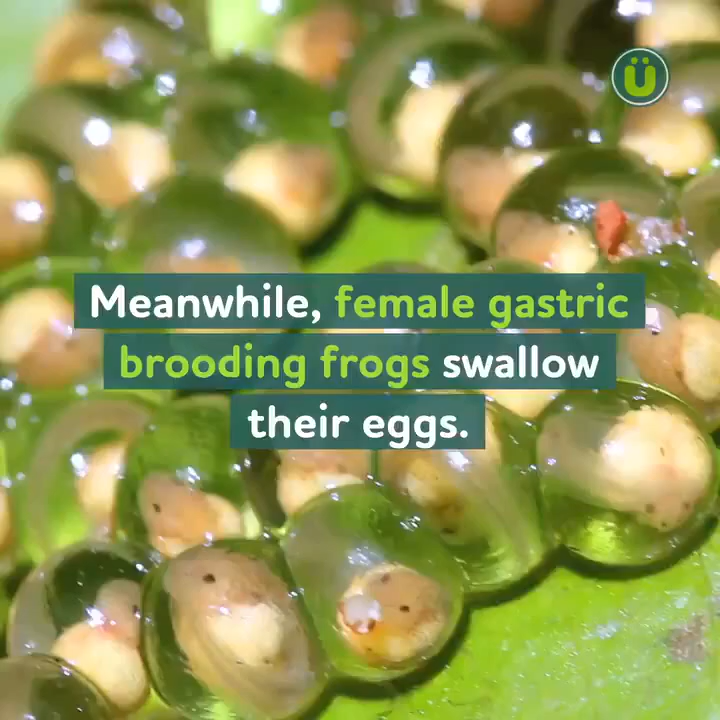 Ü
Meanwhile, female gastric
brooding frogs swallow
their eggs.